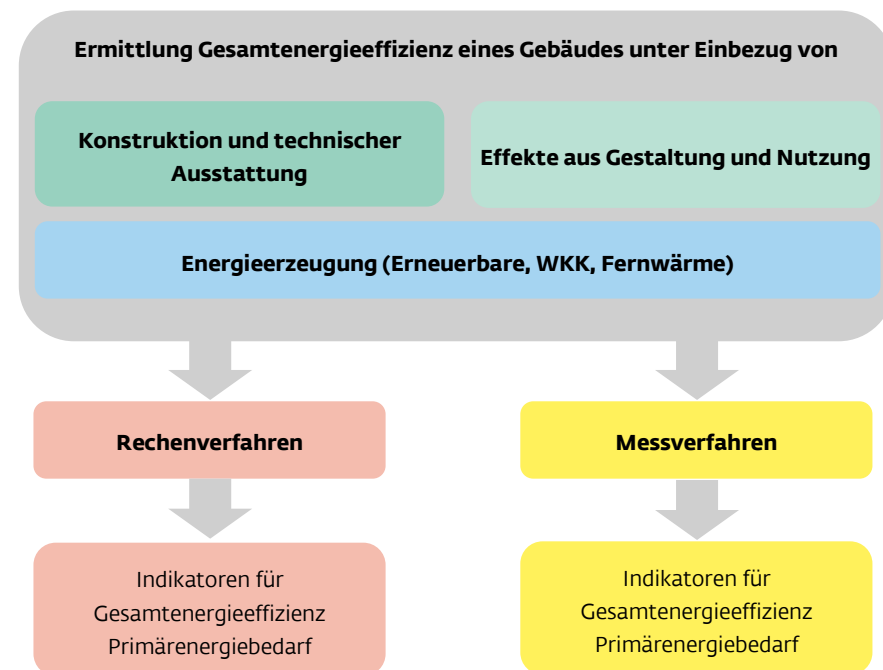 Ermittlung Gesamtenergieeffizienz eines Gebäudes unter Einbezug von
Konstruktion und technischer
Ausstattung
Effekte aus Gestaltung und Nutzung
Energieerzeugung (Erneuerbare, WKK, Fernwärme)
Rechenverfahren
Messverfahren
Indikatoren für
Gesamtenergieeffizienz
Primärenergiebedarf
Indikatoren für
Gesamtenergieeffizienz
Primärenergiebedarf